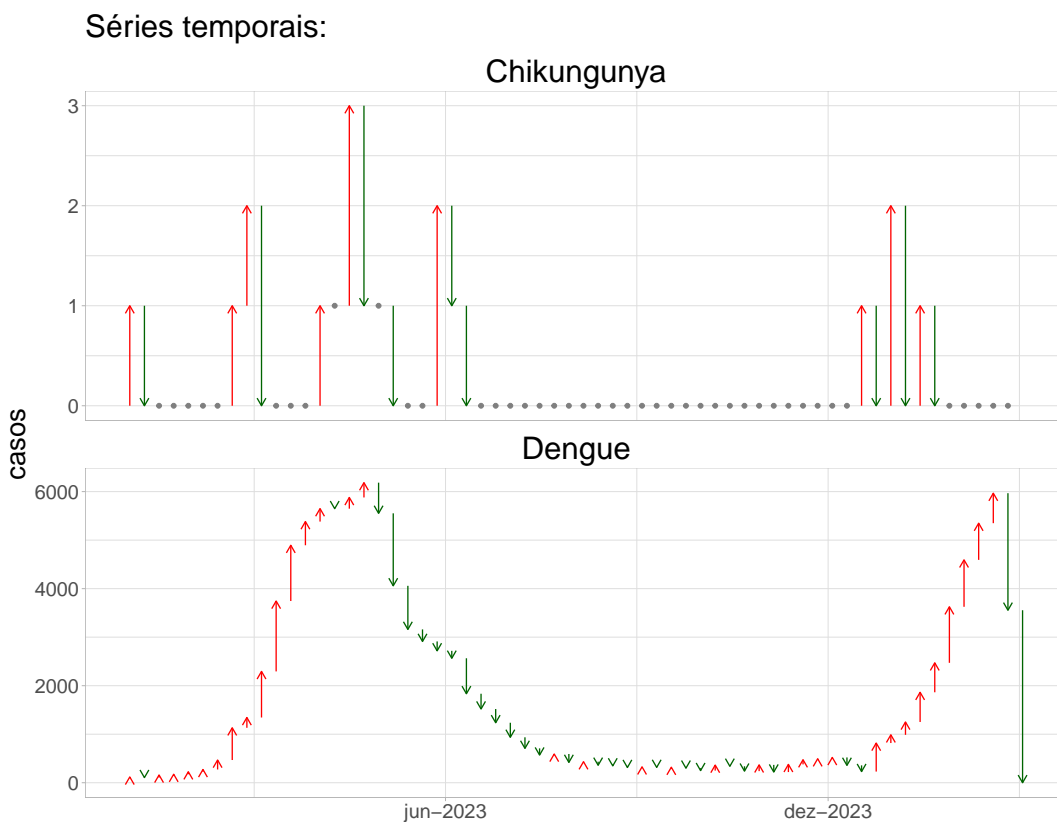 Séries temporais:
Chikungunya
3
2
1
0
casos
Dengue
6000
4000
2000
0
jun−2023
dez−2023